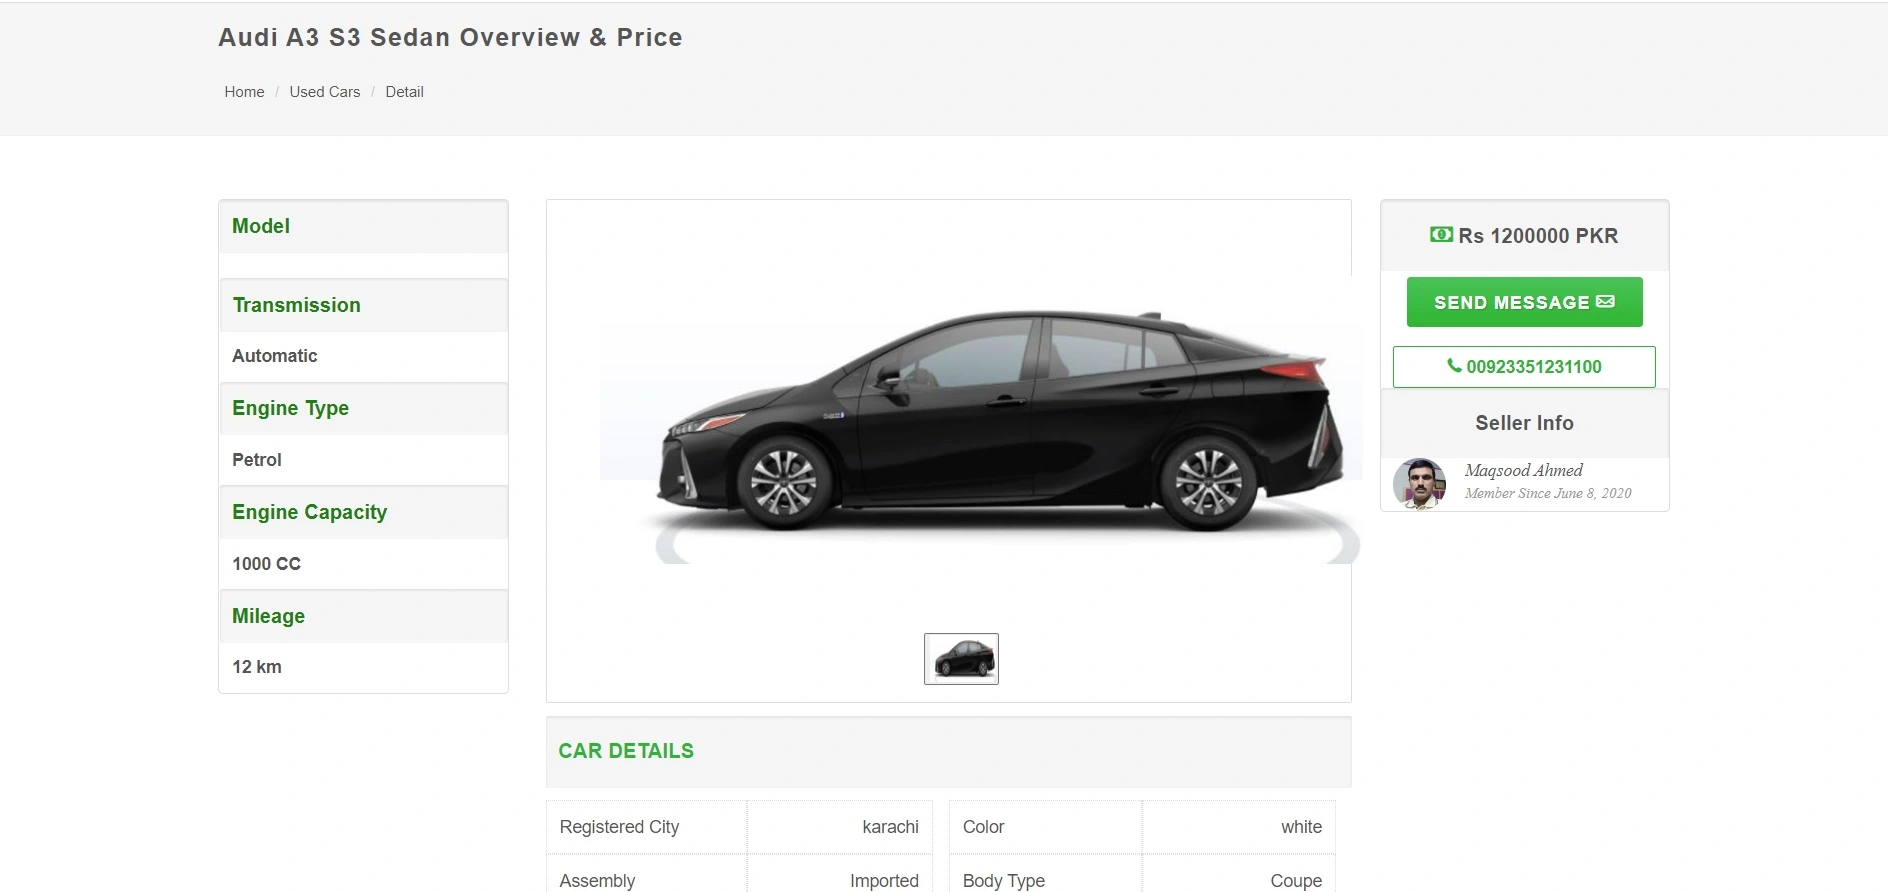 Audi A3 S3 Sedan Overview & Price
Home / Used Cars / Detail
Model
Transmission
Automatic
Engine Type
Petrol
Engine Capacity
1000 CC
Mileage
12 km
Rs 1200000 PKR
SEND MESSAGE
00923351231100
Seller Info
Maqsood Ahmed
Member Since June 8, 2020
CAR DETAILS
Registered City karachi Color white
Assembly Imported Body Type Coupe